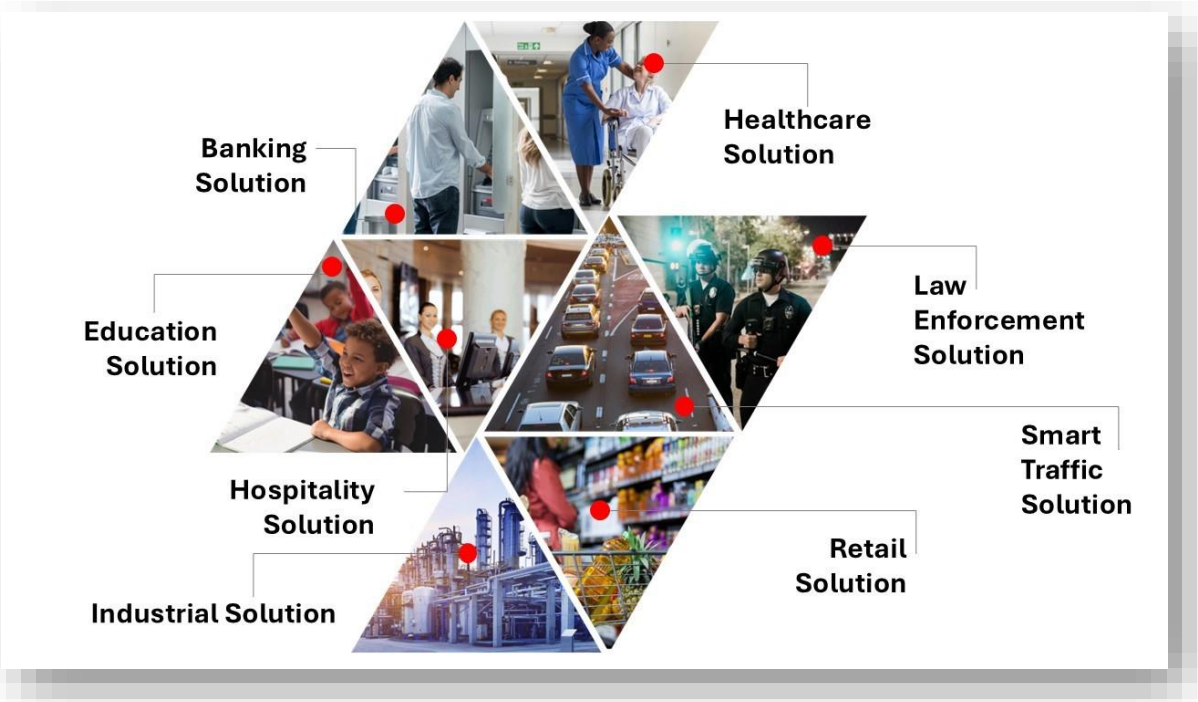 Healthcare
Solution
Banking
Solution
Law
Enforcement
Solution
Education
Solution
Smart
Traffic
Solution
Hospitality
Solution
Retail
Solution
Industrial Solution